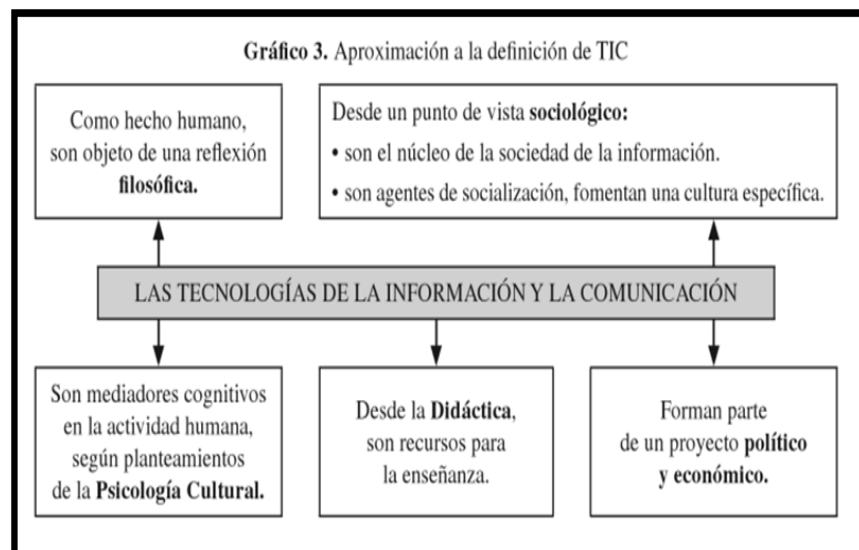 Gráfico 3. Aproximación a la definición de TIC
Como hecho humano,
son objeto de una reflexión
filosófica.
Desde un punto de vista sociológico:
• son el núcleo de la sociedad de la información.
• son agentes de socialización, fomentan una cultura específica.
LAS TECNOLOGÍAS DE LA INFORMACIÓN Y LA COMUNICACIÓN
Son mediadores cognitivos
en la actividad humana,
según planteamientos
de la Psicología Cultural.
Desde la Didáctica,
son recursos para
la enseñanza.
Forman parte
de un proyecto político
y económico.